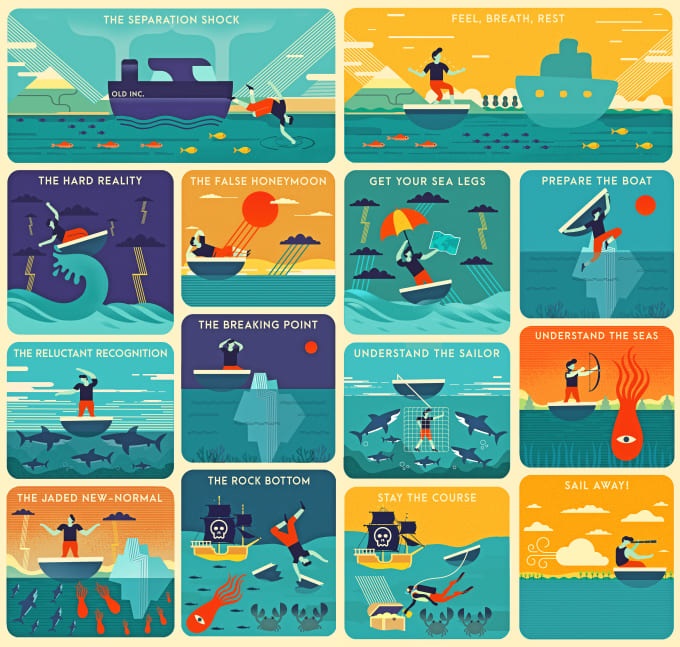 THE SEPARATION SHOCK
OLD INC.
FEEL, BREATH, REST
THE HARD REALITY
THE FALSE HONEYMOON
GET YOUR SEA LEGS
PREPARE THE BOAT
THE BREAKING POINT
UNDERSTAND THE SEAS
THE RELUCTANT RECOGNITION
UNDERSTAND THE SAILOR
THE ROCK BOTTOM
SAIL AWAY!
THE JADED NEW-NORMAL
STAY THE COURSE